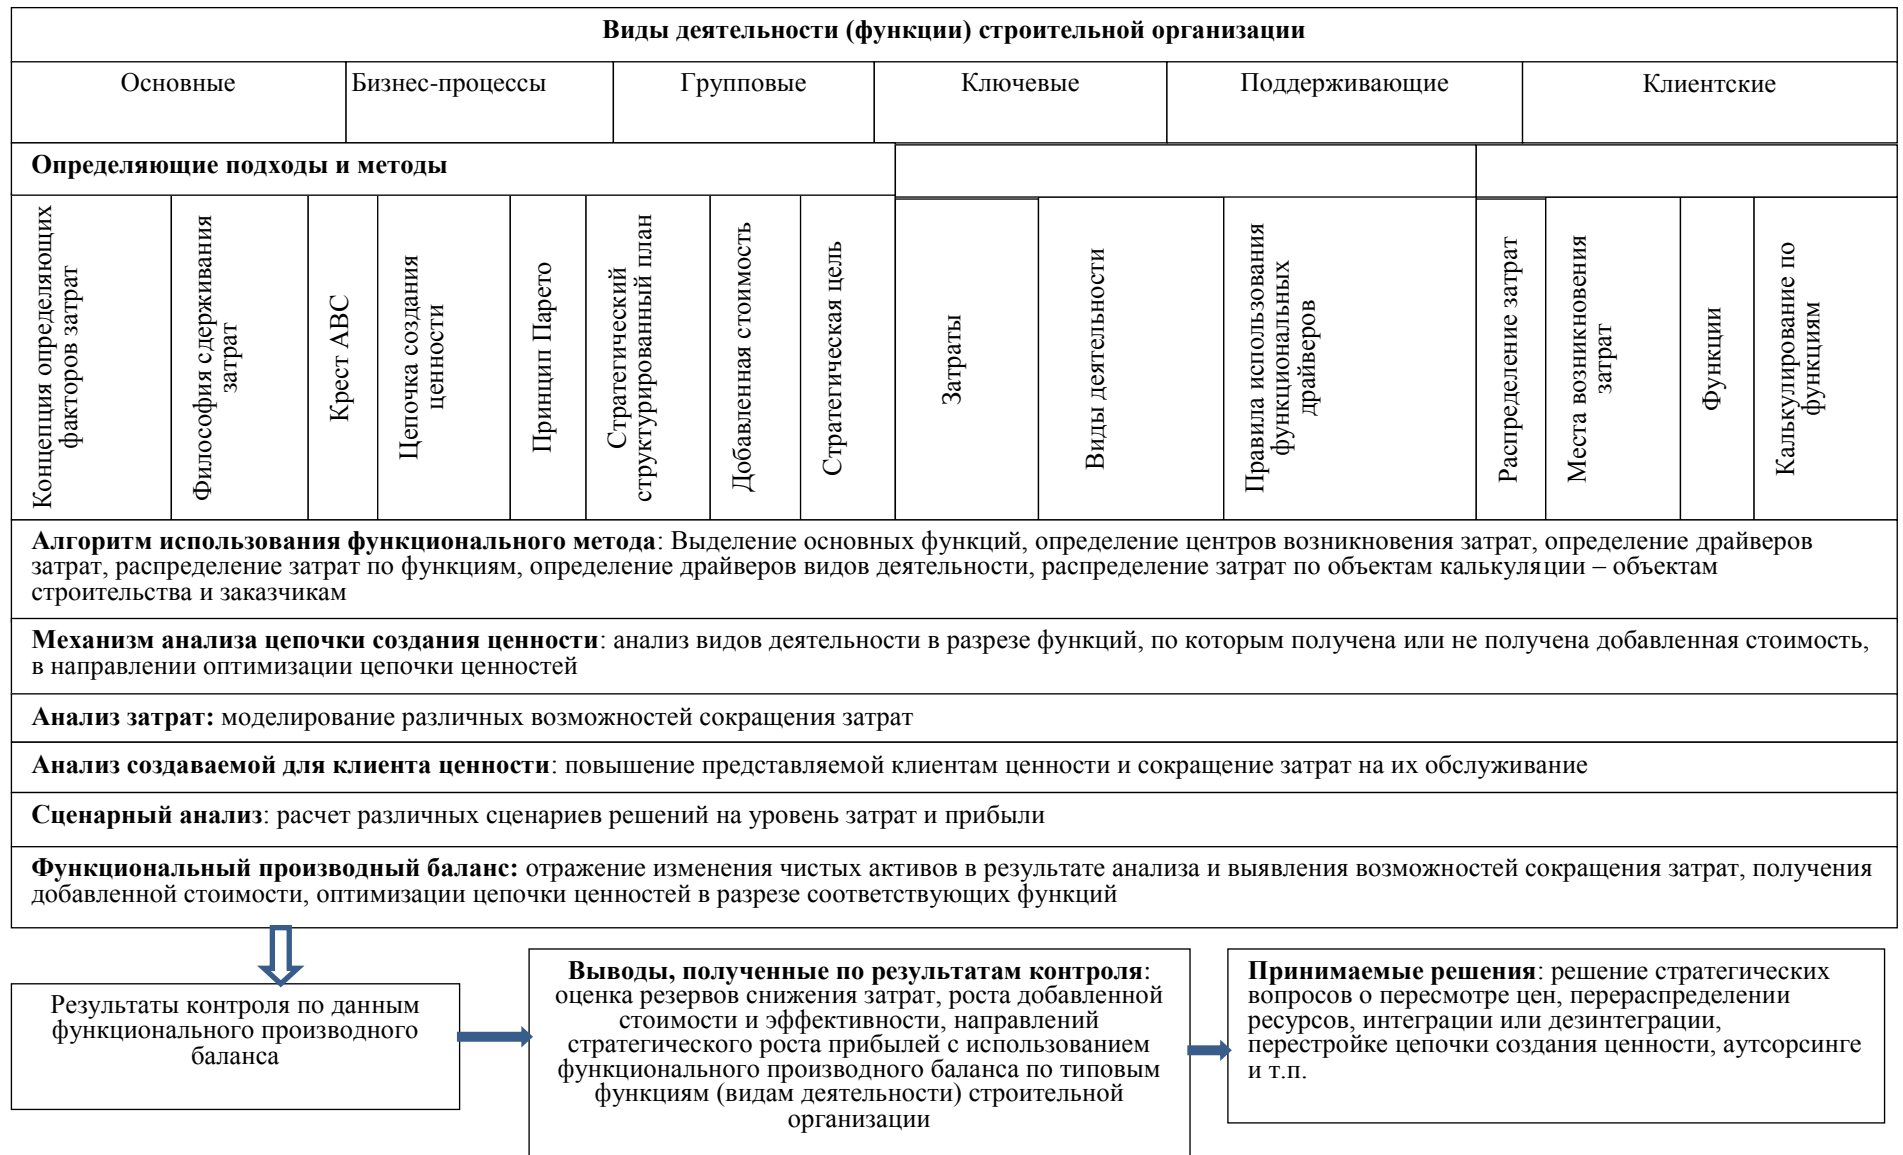 Виды деятельности (функции) строительной организации
Основные
Бизнес-процессы
Групповые
Ключевые
Поддерживающие
Клиентские
Определяющие подходы и методы
Концепция определяющих
факторов затрат
Философия сдерживания
затрат
Крест АВС
Цепочка создания
ценности
Принцип Парето
Стратегический
структурированный план
Добавленная стоимость
Стратегическая цель
Затраты
Виды деятельности
Правила использования
функциональных
драйверов
Распределение затрат
Места возникновения
затрат
Функции
Калькулирование по
функциям
Алгоритм использования функционального метода: Выделение основных функций, определение центров возникновения затрат, определение драйверов
затрат, распределение затрат по функциям, определение драйверов видов деятельности, распределение затрат по объектам калькуляции – объектам
строительства и заказчикам
Механизм анализа цепочки создания ценности: анализ видов деятельности в разрезе функций, по которым получена или не получена добавленная стоимость,
в направлении оптимизации цепочки ценностей
Анализ затрат: моделирование различных возможностей сокращения затрат
Анализ создаваемой для клиента ценности: повышение представляемой клиентам ценности и сокращение затрат на их обслуживание
Сценарный анализ: расчет различных сценариев решений на уровень затрат и прибыли
Функциональный производный баланс: отражение изменения чистых активов в результате анализа и выявления возможностей сокращения затрат, получения
добавленной стоимости, оптимизации цепочки ценностей в разрезе соответствующих функций
Результаты контроля по данным
функционального производного
баланса
Выводы, полученные по результатам контроля:
оценка резервов снижения затрат, роста добавленной
стоимости и эффективности, направлений
стратегического роста прибылей с использованием
функционального производного баланса по типовым
функциям (видам деятельности) строительной
организации
Принимаемые решения: решение стратегических
вопросов о пересмотре цен, перераспределении
ресурсов, интеграции или дезинтеграции,
перестройке цепочки создания ценности, аутсорсинге
и т.п.